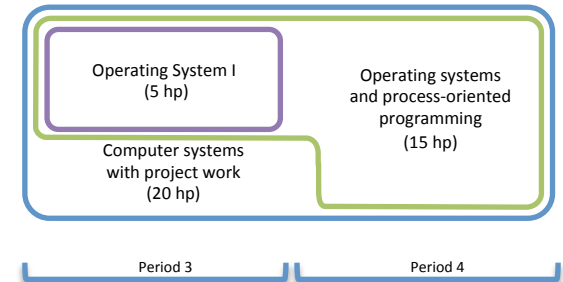 Operating System I
(5 hp)
Operating systems
and process-oriented
programming
(15 hp)
Computer systems
with project work
(20 hp)
Period 3
Period 4